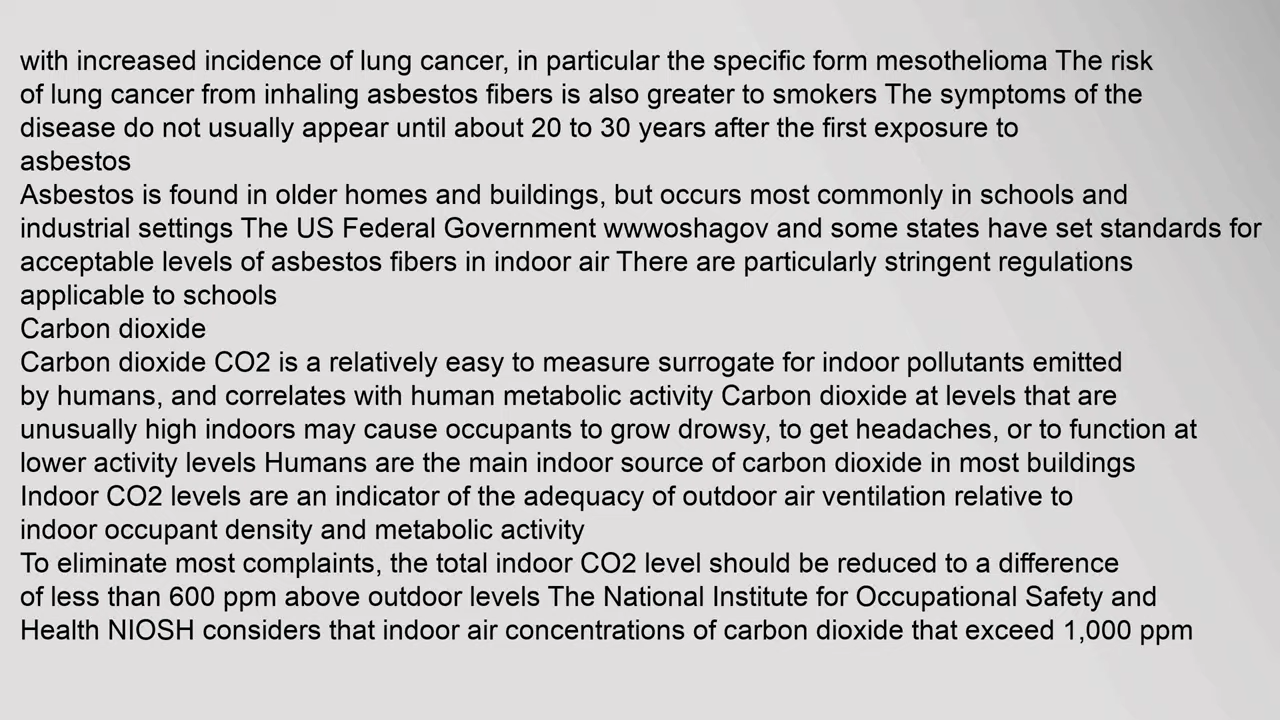 with increased incidence of lung cancer, in particular the specific form mesothelioma The risk
of lung cancer from inhaling asbestos fibers is also greater to smokers The symptoms of the
disease do not usually appear until about 20 to 30 years after the first exposure to
asbestos
Asbestos is found in older homes and buildings, but occurs most commonly in schools and
industrial settings The US Federal Government wwwoshagov and some states have set standards for
acceptable levels of asbestos fibers in indoor air There are particularly stringent regulations
applicable to schools
Carbon dioxide
Carbon dioxide CO2 is a relatively easy to measure surrogate for indoor pollutants emitted
by humans, and correlates with human metabolic activity Carbon dioxide at levels that are
unusually high indoors may cause occupants to grow drowsy, to get headaches, or to function at
lower activity levels Humans are the main indoor source of carbon dioxide in most buildings
Indoor CO2 levels are an indicator of the adequacy of outdoor air ventilation relative to
indoor occupant density and metabolic activity
To eliminate most complaints, the total indoor CO2 level should be reduced to a difference
of less than 600 ppm above outdoor levels The National Institute for Occupational Safety and
Health NIOSH considers that indoor air concentrations of carbon dioxide that exceed 1,000 ppm